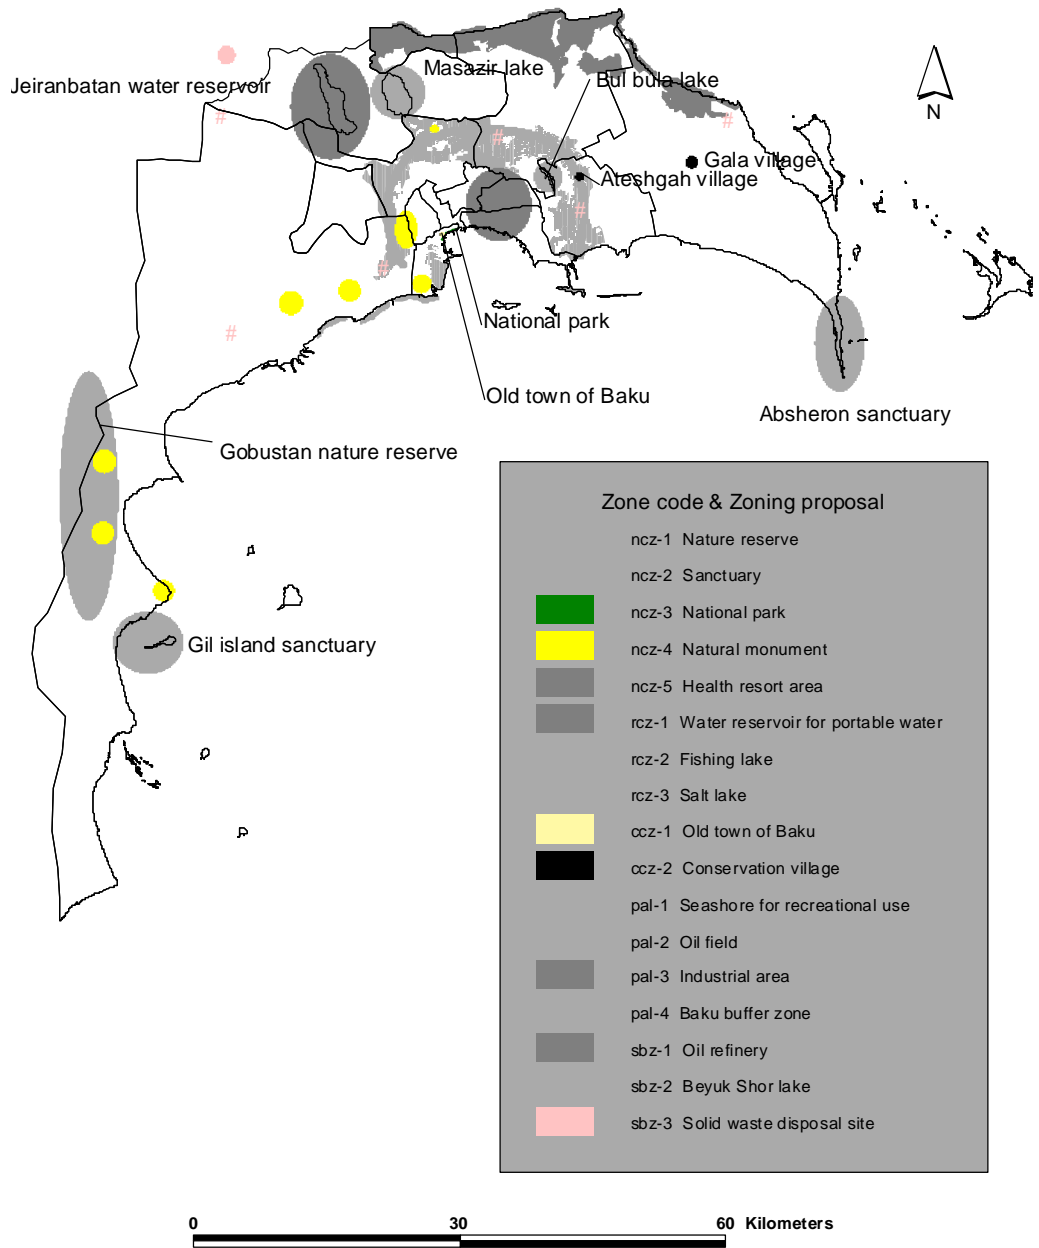 Masazir lake
Jeiranbatan water reservoir
Bul bula lake
N
Gala village
Ateshgah village
National park
Old town of Baku
Absheron sanctuary
Gobustan nature reserve
Gil island sanctuary
Zone code & Zoning proposal
ncz-1 Nature reserve
ncz-2 Sanctuary
ncz-3 National park
ncz-4 Natural monument
ncz-5 Health resort area
rcz-1 Water reservoir for portable water
rcz-2 Fishing lake
rcz-3 Salt lake
ccz-1 Old town of Baku
ccz-2 Conservation village
pal-1 Seashore for recreational use
pal-2 Oil field
pal-3 Industrial area
pal-4 Baku buffer zone
sbz-1 Oil refinery
sbz-2 Beyuk Shor lake
sbz-3 Solid waste disposal site
0 30 60 Kilometers